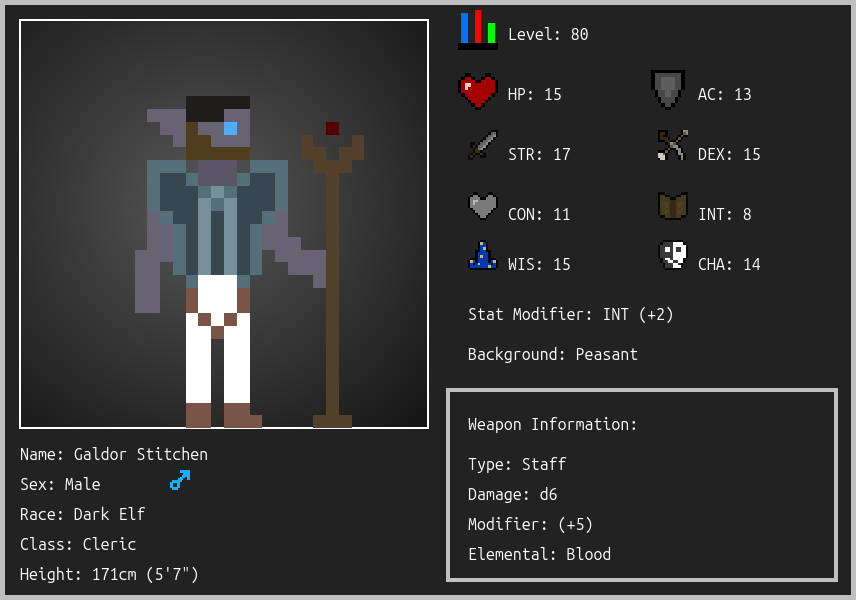 Level: 80
HP: 15
AC: 13
STR: 17
DEX: 15
CON: 11
INT: 8
WIS: 15
CHA: 14
Stat Modifier: INT (+2)
Background: Peasant
Weapon Information:
Type: Staff
Damage: d6
Modifier: (+5)
Elemental: Blood
Name: Galdor Stitchen
Sex: Male
Race: Dark Elf
Class: Cleric
Height: 171cm (5'7")